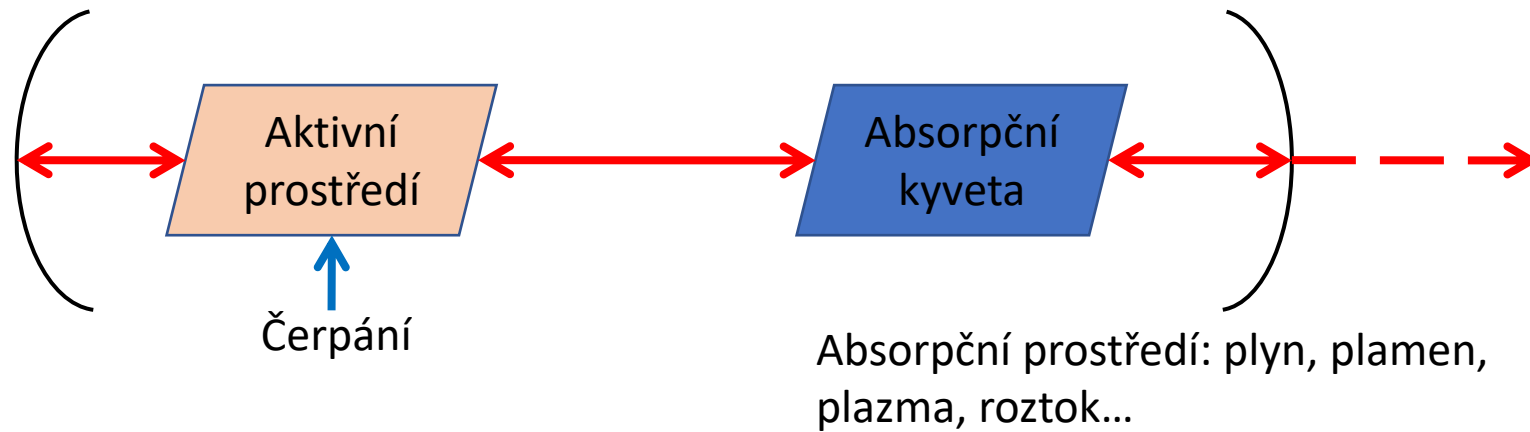 Aktivní
prostředí
Absorpční
kyveta
Čerpání
Absorpční prostředí: plyn, plamen,
plazma, roztok…